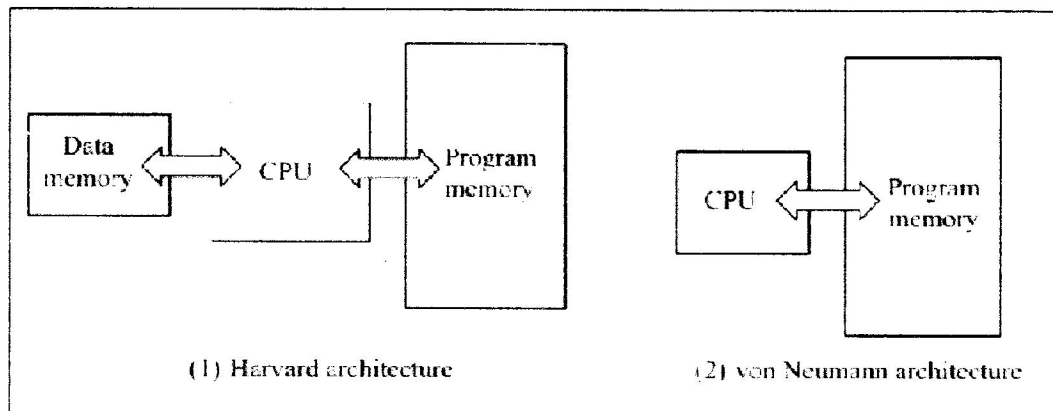 Data
memory
CPU
Program
memory
CPU
Program
memory
(1) Harvard architecture
(2) von Neumann architecture